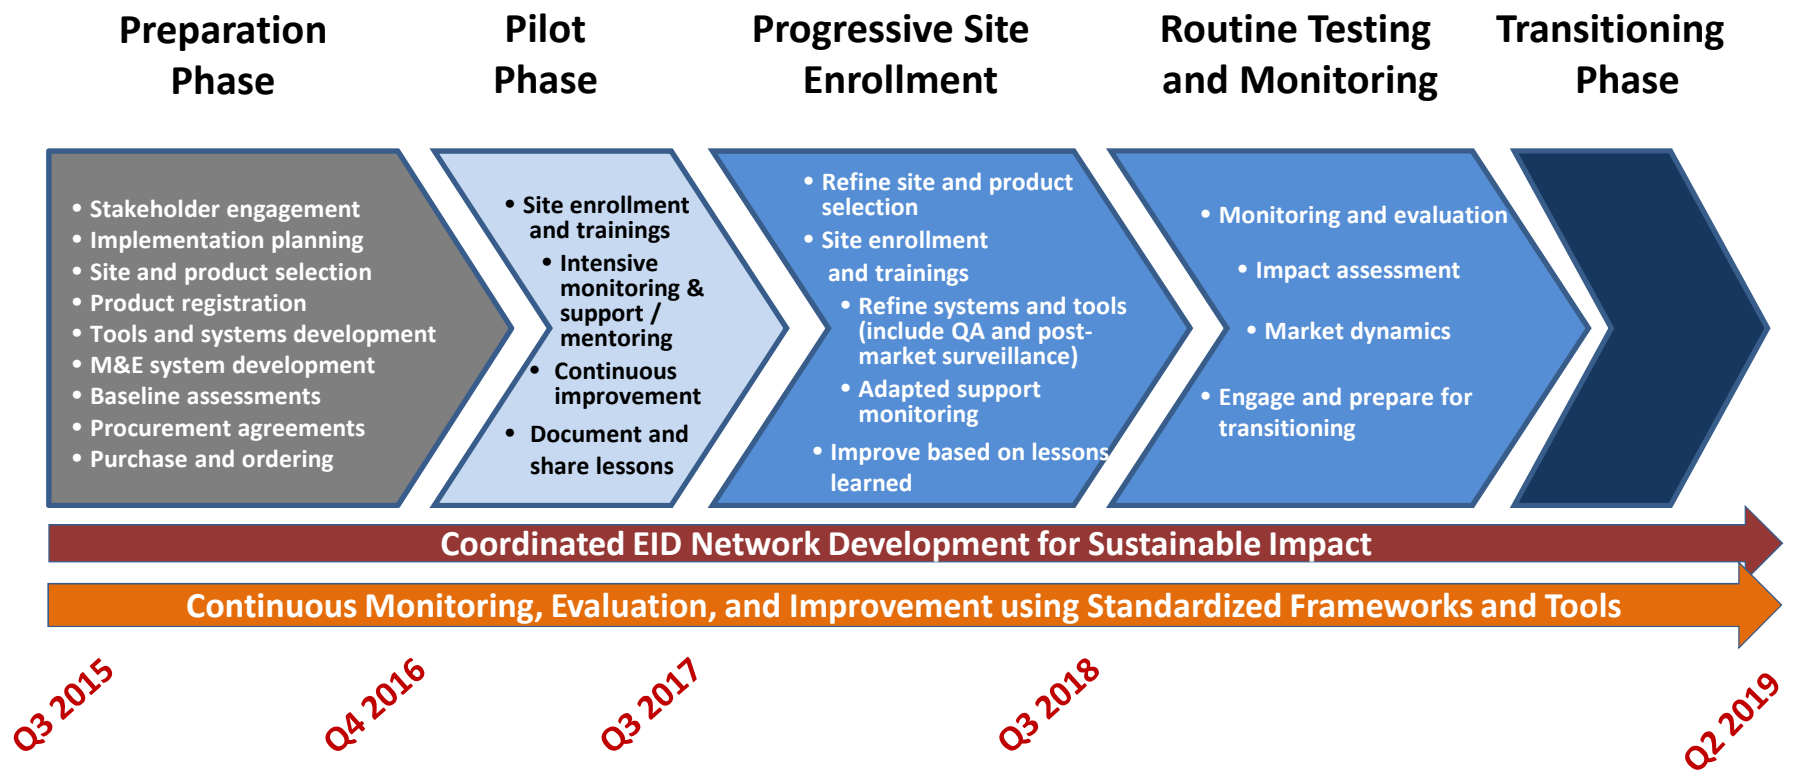 Preparation
Phase
Pilot
Phase
Progressive Site
Enrollment
Routine Testing
and Monitoring
Transitioning
Phase
• Stakeholder engagement
• Implementation planning
• Site and product selection
• Product registration
• Tools and systems development
• M&E system development
• Baseline assessments
• Procurement agreements
• Purchase and ordering
• Site enrollment
and trainings
• Intensive
monitoring &
support /
mentoring
• Continuous
improvement
• Document and
share lessons
• Refine site and product
selection
• Site enrollment
and trainings
• Refine systems and tools
(include QA and post-
market surveillance)
• Adapted support
monitoring
• Improve based on lessons
learned
• Monitoring and evaluation
• Impact assessment
• Market dynamics
• Engage and prepare for
transitioning
Coordinated EID Network Development for Sustainable Impact
Continuous Monitoring, Evaluation, and Improvement using Standardized Frameworks and Tools
Q3 2015
Q4 2016
Q3 2017
Q3 2018
Q2 2019